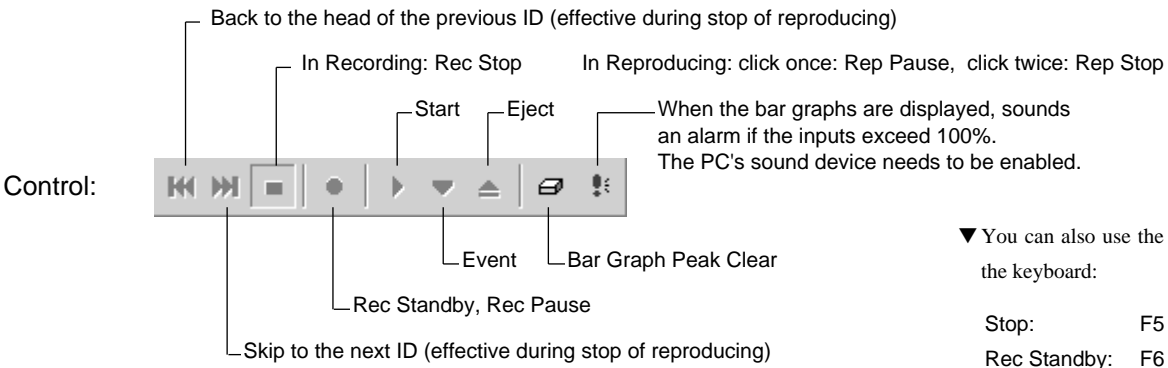 Back to the head of the previous ID (effective during stop of reproducing)
In Recording: Rec Stop In Reproducing: click once: Rep Pause, click twice: Rep Stop
Start
Eject
When the bar graphs are displayed, sounds
an alarm if the inputs exceed 100%.
The PC's sound device needs to be enabled.
Control:
Event
Bar Graph Peak Clear
Rec Standby, Rec Pause
Skip to the next ID (effective during stop of reproducing)
▼ You can also use the
the keyboard:
Stop: F5
Rec Standby: F6